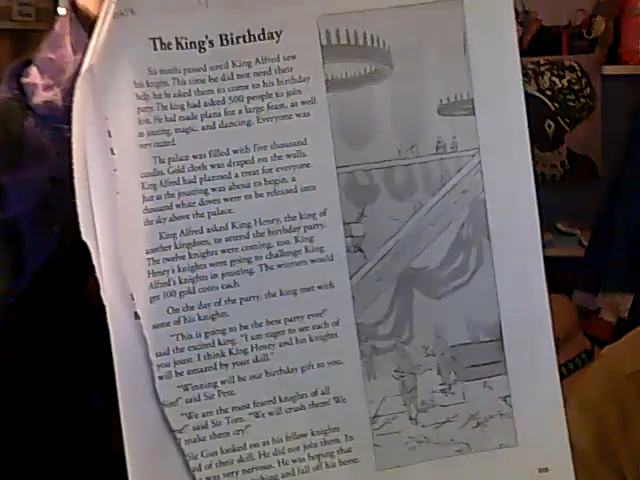 The King's Birthday
Six months passed until King Alfred saw
his knights. This time he did not need their
help, but he asked them to come to his birthday
party. The king had asked 500 people to join
him. He had made plans for a large feast, as well
as jousting, magic, and dancing. Everyone was
very excited.
The palace was filled with five thousand
candles. Gold cloth was draped on the walls.
King Alfred had planned a treat for everyone.
Just as the jousting was about to begin, a
thousand white doves were to be released into
the sky above the palace.
King Alfred asked King Henry, the king of
another kingdom, to attend the birthday party.
The twelve knights were coming, too. King
Henry's knights were going to challenge King
Alfred's knights in jousting. The winners would
get 100 gold coins each.
On the day of the party, the king met with
some of his knights.
"This is going to be the best party ever!"
said the excited king. "I am eager to see each of
you joust. I think King Henry and his knights
will be amazed by your skill."
"Winning will be our birthday gift to you,
Sire!" said Sir Pete.
"We are the most feared knights of all
said Sir Tom. "We will crush them! We
make them cry!"
Sir Gus looked on as his fellow knights
of their skill. He did not join them. In
was very nervous. He was hoping that
and fall off his horse.